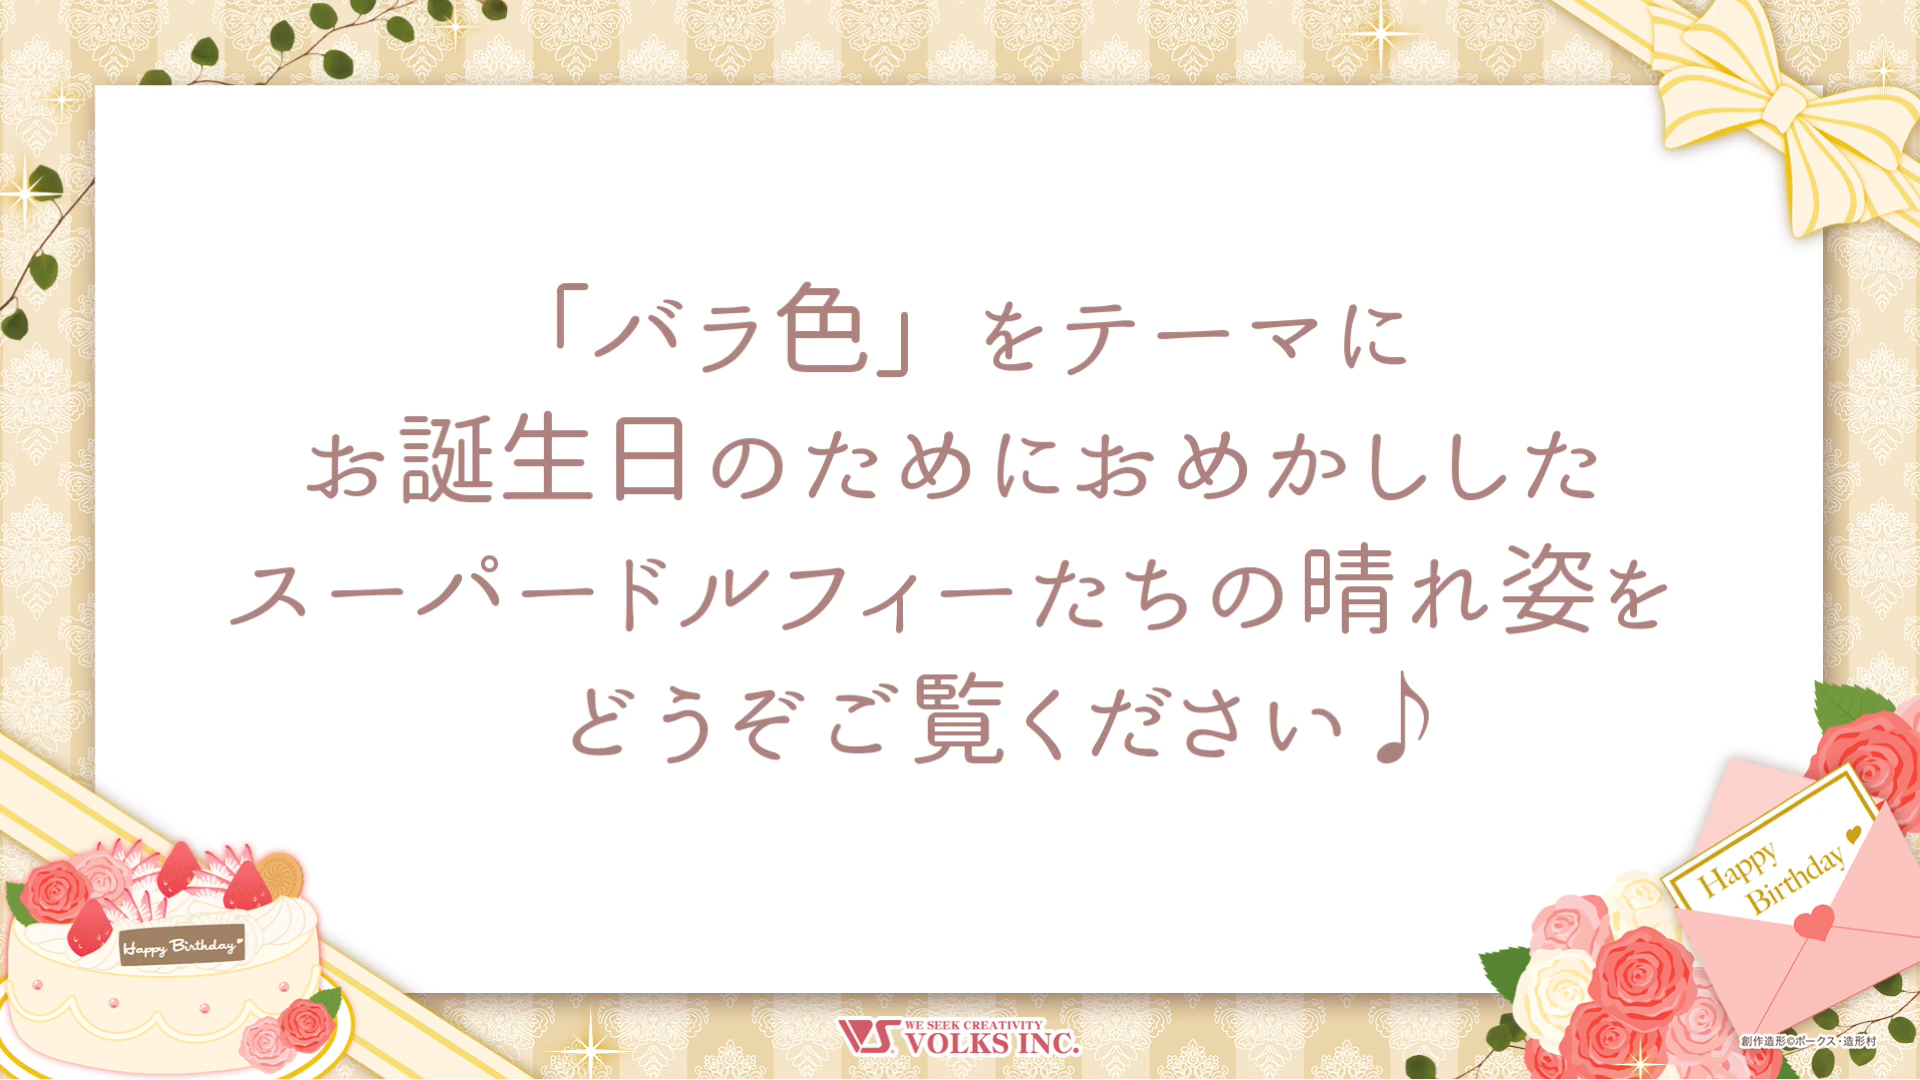 「バラ色」をテーマに
お誕生日のためにおめかしした
スーパードルフィーたちの晴れ姿を
どうぞご覧ください♪
Happy
Birthday
Happy Birthday
VS
WE SEEK CREATIVITY
VOLKS INC.
創作造形©ボークス・造形村